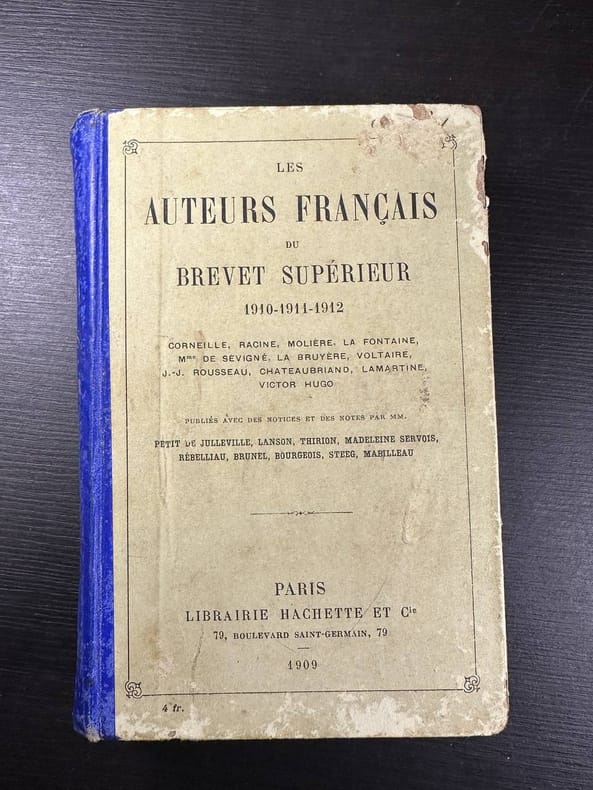 LES
AUTEURS FRANÇAIS
DU
BREVET SUPÉRIEUR
1910-1911-1912
CORNEILLE, RACINE, MOLIÈRE, LA FONTAINE,
Mme DE SÉVIGNÉ, LA BRUYÈRE, VOLTAIRE,
J.-J. ROUSSEAU, CHATEAUBRIAND, LAMARTINE,
VICTOR HUGO
PUBLIÉS AVEC DES NOTICES ET DES NOTES PAR MM.
PETIT DE JULLEVILLE, LANSON, THIRION, MADELEINE SERVOIS,
RÉBELLIAU, BRUNEL, BOURGEOIS, STEEG, MABILLEAU
PARIS
LIBRAIRIE HACHETTE ET Cie
79, BOULEVARD SAINT-GERMAIN, 79
1909
4 fr.